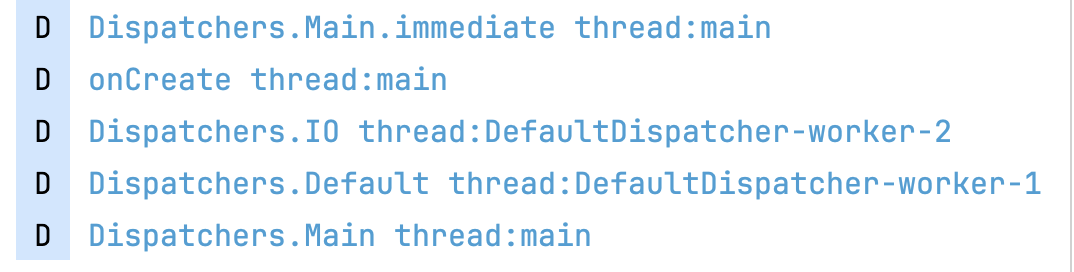 D Dispatchers.Main.immediate thread:main
D onCreate thread:main
D Dispatchers.IO thread:DefaultDispatcher-worker-2
D Dispatchers.Default thread:DefaultDispatcher-worker-1
D Dispatchers.Main thread:main